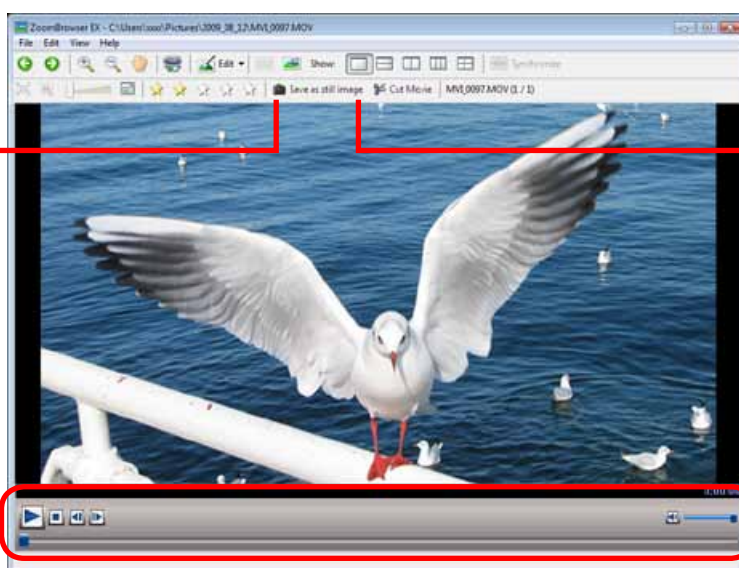 ZoomBrowser EX - C:\Users\xxxx\Pictures\2009_08_12\MVI_0097.MOV
File Edit View Help
Edit Show Synchronize
Save as still image Cut Movie MVI_0097.MOV (1 / 1)